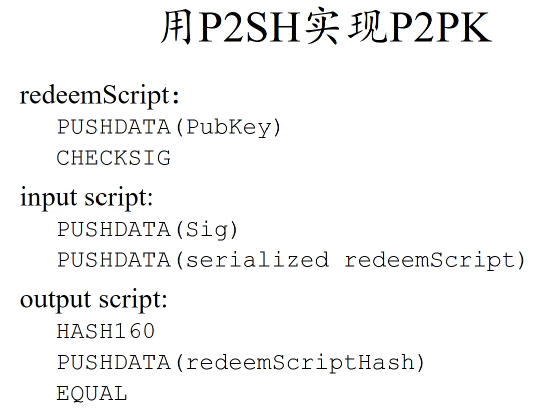 用P2SH实现P2PK
redeemScript:
PUSHDATA(PubKey)
CHECKSIG
input script:
PUSHDATA(Sig)
PUSHDATA(serialized redeemScript)
output script:
HASH160
PUSHDATA(redeemScriptHash)
EQUAL